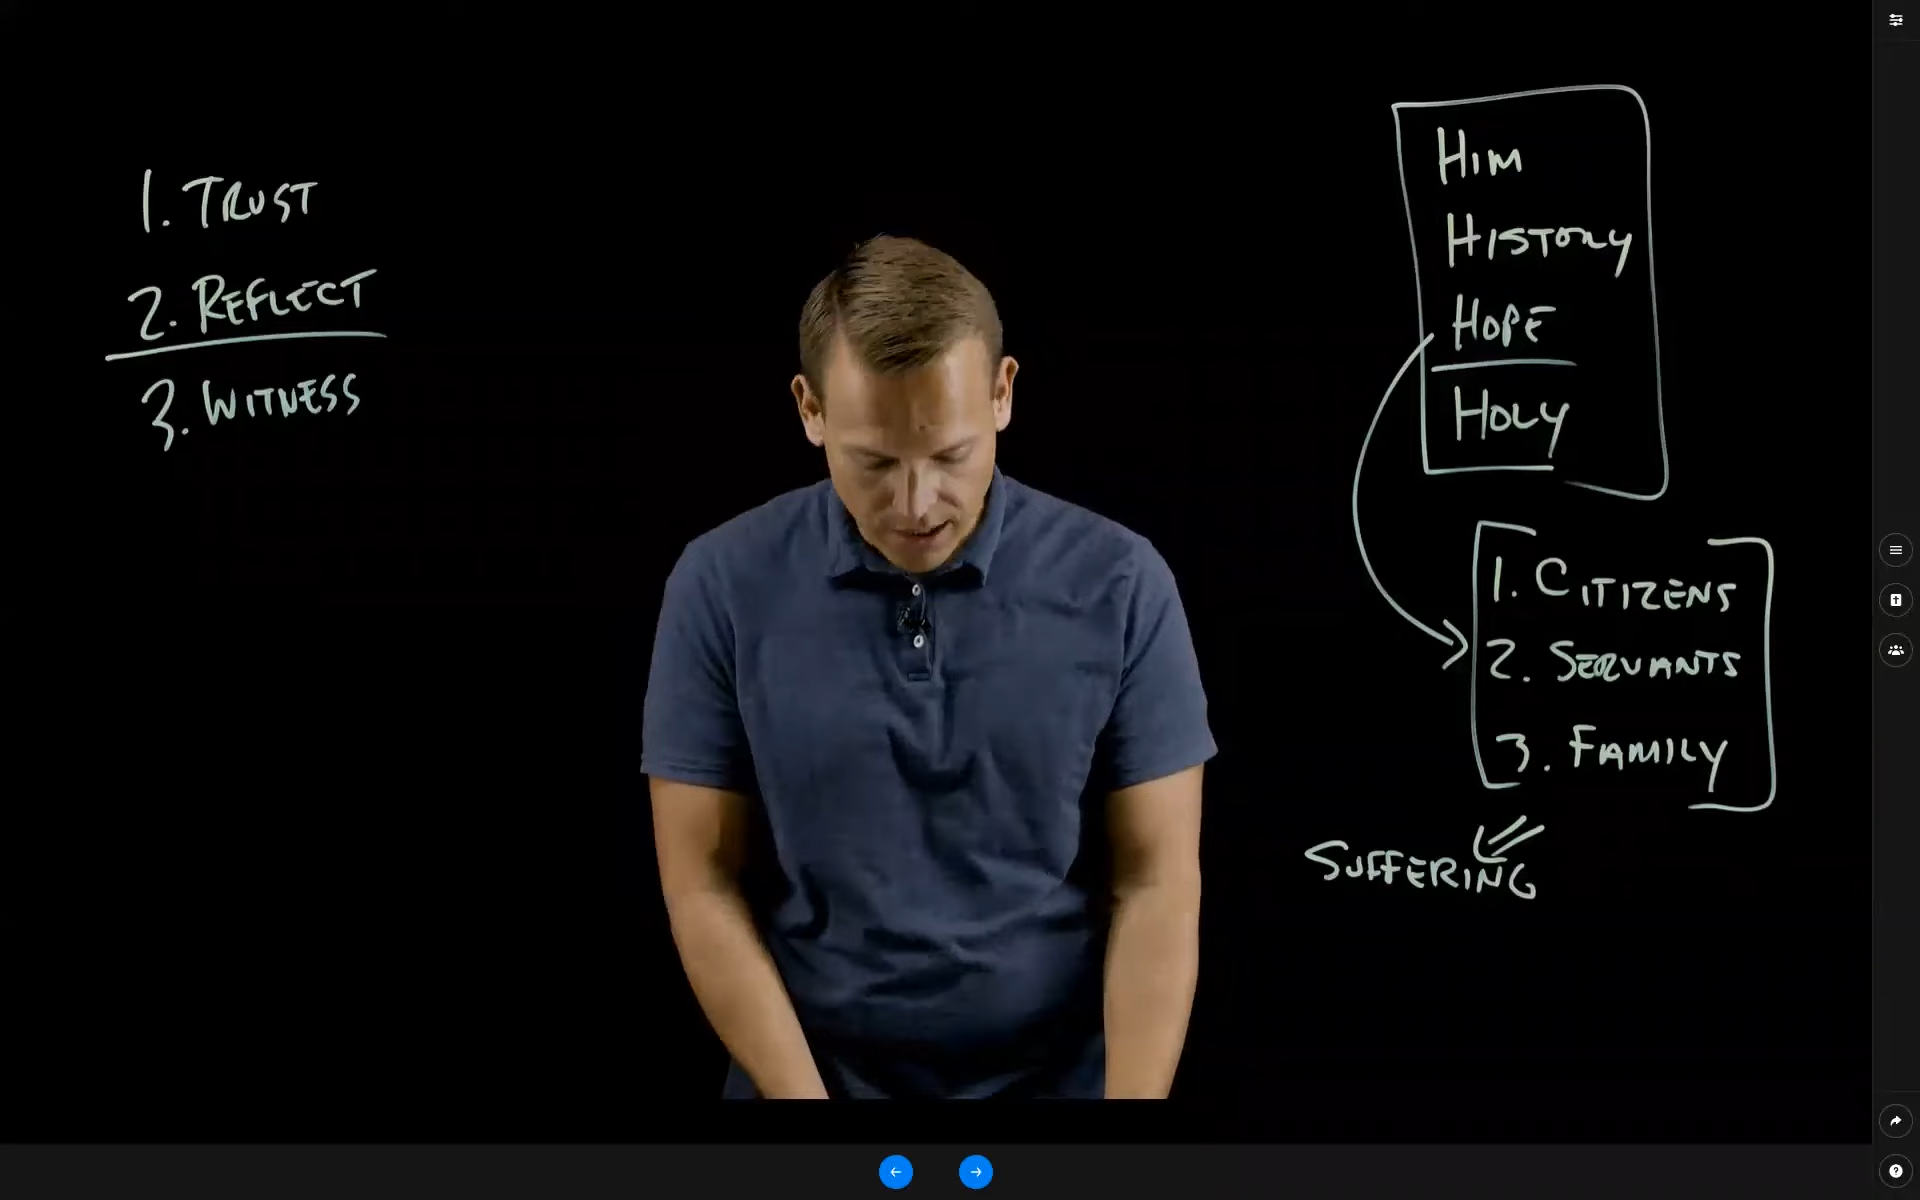 1. TRUST
2. REFLECT
3. WITNESS
HIM
HISTORY
HOPE
HOLY
1. CITIZENS
2. SERVANTS
3. FAMILY
SUFFERING